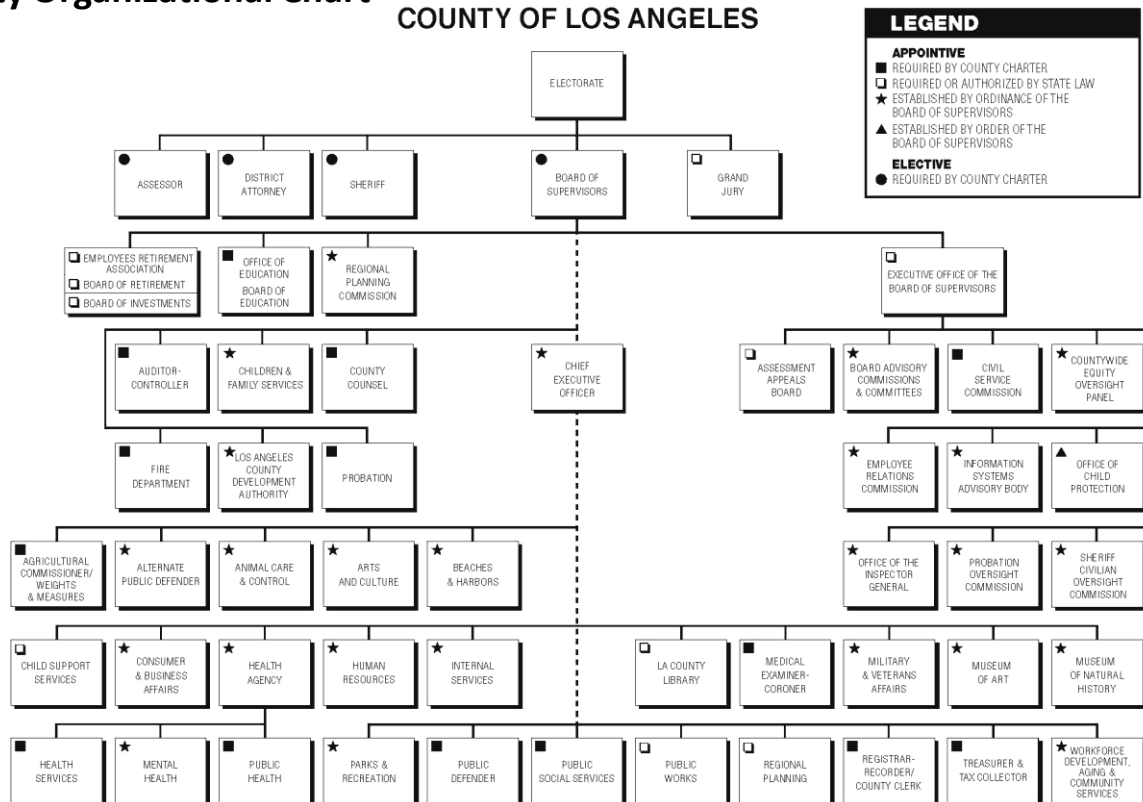 y Organizational Chart
COUNTY OF LOS ANGELES
LEGEND
APPOINTIVE
REQUIRED BY COUNTY CHARTER
REQUIRED OR AUTHORIZED BY STATE LAW
ESTABLISHED BY ORDINANCE OF THE
BOARD OF SUPERVISORS
ESTABLISHED BY ORDER OF THE
BOARD OF SUPERVISORS
ELECTIVE
REQUIRED BY COUNTY CHARTER
ELECTORATE
ASSESSOR
DISTRICT
ATTORNEY
SHERIFF
BOARD OF
SUPERVISORS
GRAND
JURY
EMPLOYEES RETIREMENT
ASSOCIATION
BOARD OF RETIREMENT
BOARD OF INVESTMENTS
OFFICE OF
EDUCATION
BOARD OF
EDUCATION
REGIONAL
PLANNING
COMMISSION
EXECUTIVE OFFICE OF THE
BOARD OF SUPERVISORS
AUDITOR-
CONTROLLER
CHILDREN &
FAMILY SERVICES
COUNTY
COUNSEL
CHIEF
EXECUTIVE
OFFICER
ASSESSMENT
APPEALS
BOARD
BOARD ADVISORY
COMMISSIONS
& COMMITTEES
CIVIL
SERVICE
COMMISSION
COUNTYWIDE
EQUITY
OVERSIGHT
PANEL
FIRE
DEPARTMENT
LOS ANGELES
COUNTY
DEVELOPMENT
AUTHORITY
PROBATION
EMPLOYEE
RELATIONS
COMMISSION
INFORMATION
SYSTEMS
ADVISORY BODY
OFFICE OF
CHILD
PROTECTION
AGRICULTURAL
COMMISSIONER/
WEIGHTS
& MEASURES
ALTERNATE
PUBLIC DEFENDER
ANIMAL CARE
& CONTROL
ARTS
AND CULTURE
BEACHES
& HARBORS
OFFICE OF THE
INSPECTOR
GENERAL
PROBATION
OVERSIGHT
COMMISSION
SHERIFF
CIVILIAN
OVERSIGHT
COMMISSION
CHILD SUPPORT
SERVICES
CONSUMER
& BUSINESS
AFFAIRS
HEALTH
AGENCY
HUMAN
RESOURCES
INTERNAL
SERVICES
LA COUNTY
LIBRARY
MEDICAL
EXAMINER-
CORONER
MILITARY
& VETERANS
AFFAIRS
MUSEUM
OF ART
MUSEUM
OF NATURAL
HISTORY
HEALTH
SERVICES
MENTAL
HEALTH
PUBLIC
HEALTH
PARKS &
RECREATION
PUBLIC
DEFENDER
PUBLIC
SOCIAL SERVICES
PUBLIC
WORKS
REGIONAL
PLANNING
REGISTRAR-
RECORDER/
COUNTY CLERK
TREASURER &
TAX COLLECTOR
WORKFORCE
DEVELOPMENT,
AGING &
COMMUNITY
SERVICES